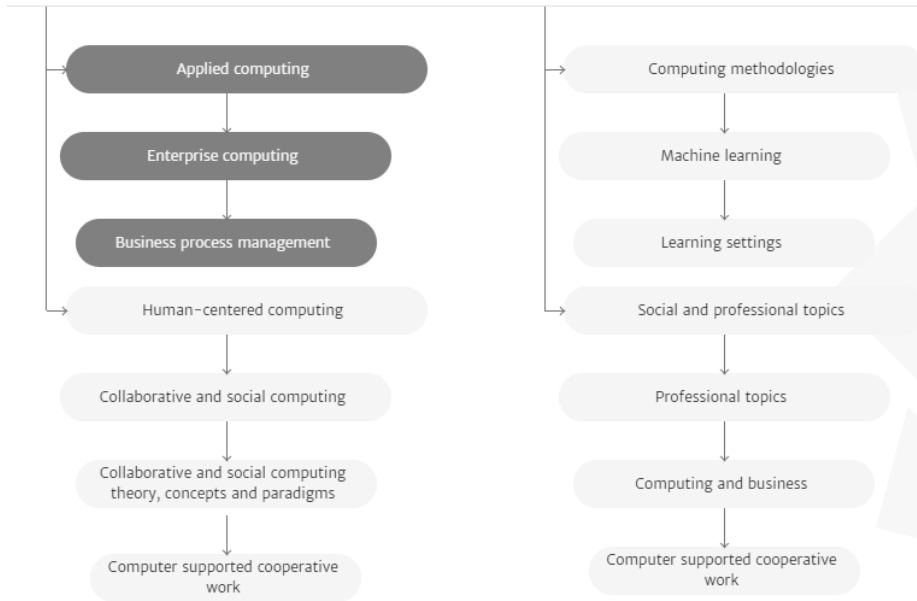 Applied computing
Enterprise computing
Business process management
Human-centered computing
Collaborative and social computing
Collaborative and social computing
theory, concepts and paradigms
Computer supported cooperative
work
Computing methodologies
Machine learning
Learning settings
Social and professional topics
Professional topics
Computing and business
Computer supported cooperative
work